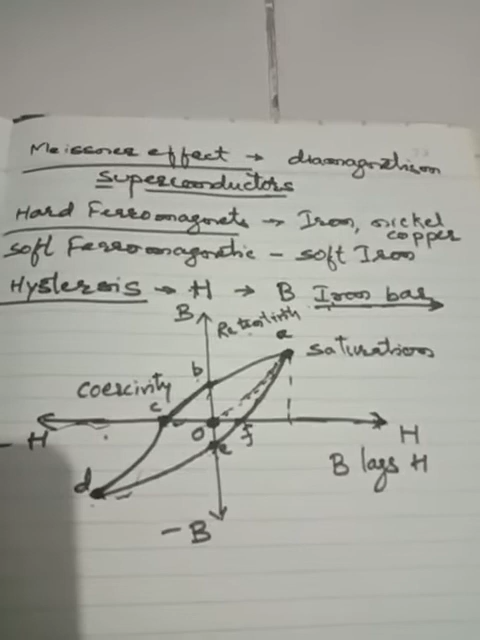 Meissner effect → diamagnetism
Superconductors
Hard Ferromagnets → Iron, nickel
copper
soft Ferromagnetic - soft Iron
Hysteresis → H → B Iron bar
B Retentivity
a
saturation
b
coercivity
c
O
f
e
-H
H
B lags H
d
-B